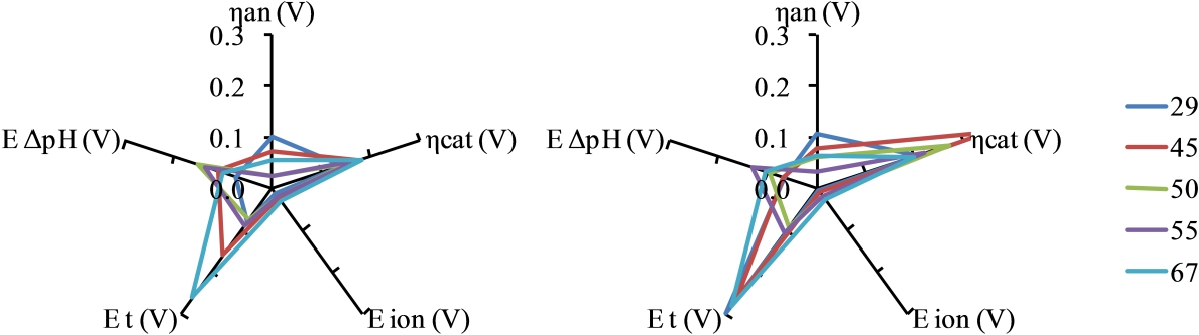 ηan (V)
0.3
0.2
0.1
0.0
E ΔpH (V)
ηcat (V)
E t (V)
E ion (V)
ηan (V)
0.3
0.2
0.1
0.0
E ΔpH (V)
ηcat (V)
E t (V)
E ion (V)
29
45
50
55
67